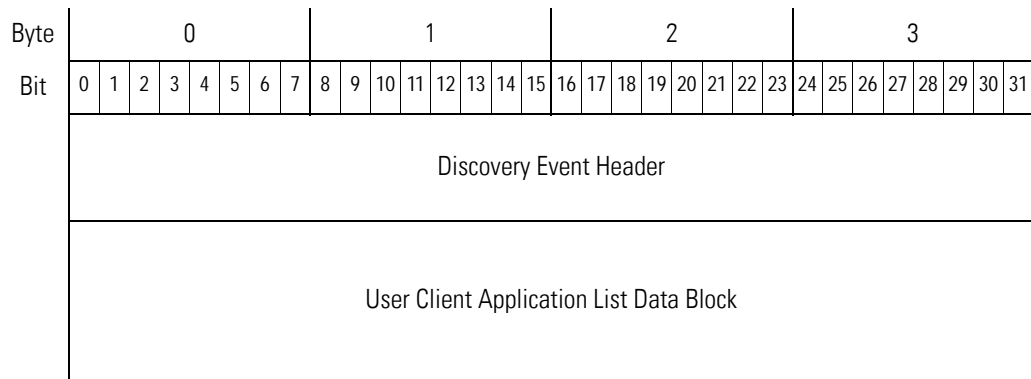 Byte 0 1 2 3
Bit 0 1 2 3 4 5 6 7 8 9 10 11 12 13 14 15 16 17 18 19 20 21 22 23 24 25 26 27 28 29 30 31
Discovery Event Header
User Client Application List Data Block